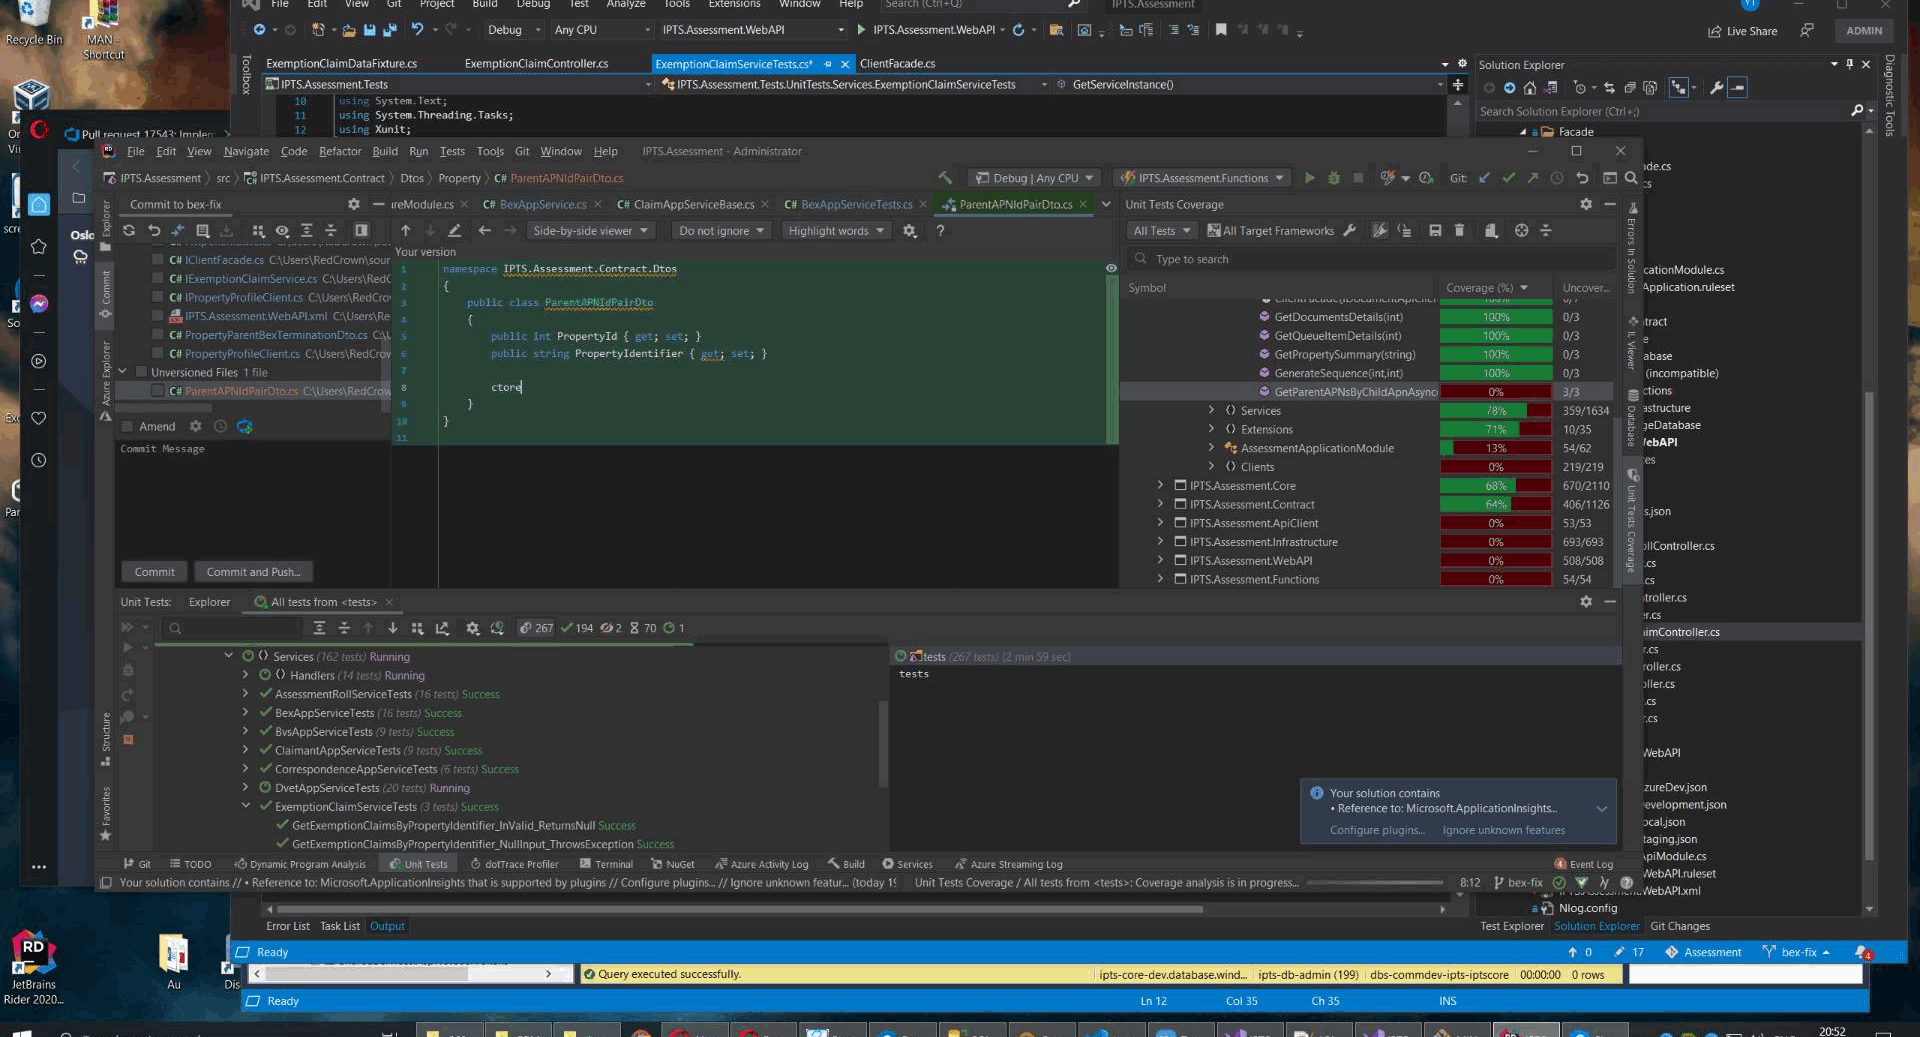 Recycle Bin
MAN - Shortcut
File Edit View Git Project Build Debug Test Analyze Tools Extensions Window Help Search (Ctrl+Q) IPTS.Assessment
Debug Any CPU IPTS.Assessment.WebAPI IPTS.Assessment.WebAPI Live Share ADMIN
ExemptionClaimDataFixture.cs ExemptionClaimController.cs ExemptionClaimServiceTests.cs* ClientFacade.cs Solution Explorer
IPTS.Assessment.Tests IPTS.Assessment.Tests.UnitTests.Services.ExemptionClaimServiceTests GetServiceInstance()
Toolbox
Diagnostic Tools
10 using System.Text;
11 using System.Threading.Tasks;
12 using Xunit;
Search Solution Explorer (Ctrl+;)
Facade
Pull request 17543: Implem
File Edit View Navigate Code Refactor Build Run Tests Tools Git Window Help IPTS.Assessment - Administrator
IPTS.Assessment src IPTS.Assessment.Contract Dtos Property C# ParentAPNIdPairDto.cs Debug | Any CPU IPTS.Assessment.Functions Git:
Commit to bex-fix ureModule.cs C# BexAppService.cs C# ClaimAppServiceBase.cs C# BexAppServiceTests.cs ParentAPNIdPairDto.cs Unit Tests Coverage
Side-by-side viewer Do not ignore Highlight words ? All Tests All Target Frameworks
Your version
Type to search
Symbol Coverage (%) Uncover...
C# IClientFacade.cs C:\Users\RedCrown\sour
C# IExemptionClaimService.cs C:\Users\R
C# IPropertyProfileClient.cs C:\Users\RedCro
IPTS.Assessment.WebAPI.xml C:\Users\Re
C# PropertyParentBexTerminationDto.cs C
C# PropertyProfileClient.cs C:\Users\RedCrov
Unversioned Files 1 file
C# ParentAPNIdPairDto.cs C:\Users\RedCrow
Amend
Commit Message
Commit Commit and Push...
Explorer
Commit
Azure Explorer
Structure
Favorites
Oslo
1 namespace IPTS.Assessment.Contract.Dtos
2 {
3 public class ParentAPNIdPairDto
4 {
5 public int PropertyId { get; set; }
6 public string PropertyIdentifier { get; set; }
7
8 ctore
9 }
10 }
11
GetDocumentsDetails(int) 100% 0/3
GetQueueItemDetails(int) 100% 0/3
GetPropertySummary(string) 100% 0/3
GenerateSequence(int,int) 100% 0/3
GetParentAPNsByChildApnAsync 0% 3/3
Services 78% 359/1634
Extensions 71% 10/35
AssessmentApplicationModule 13% 54/62
Clients 0% 219/219
IPTS.Assessment.Core 68% 670/2110
IPTS.Assessment.Contract 64% 406/1126
IPTS.Assessment.ApiClient 0% 53/53
IPTS.Assessment.Infrastructure 0% 693/693
IPTS.Assessment.WebAPI 0% 508/508
IPTS.Assessment.Functions 0% 54/54
Errors In Solution
IL Viewer
Database
Unit Tests Coverage
Unit Tests: Explorer All tests from <tests>
267 194 2 70 1
Services (162 tests) Running
Handlers (14 tests) Running
AssessmentRollServiceTests (16 tests) Success
BexAppServiceTests (16 tests) Success
BvsAppServiceTests (9 tests) Success
ClaimantAppServiceTests (9 tests) Success
CorrespondenceAppServiceTests (6 tests) Success
DvetAppServiceTests (20 tests) Running
ExemptionClaimServiceTests (3 tests) Success
GetExemptionClaimsByPropertyIdentifier_InValid_ReturnsNull Success
GetExemptionClaimsByPropertyIdentifier_NullInput_ThrowsException Success
tests (267 tests) [2 min 59 sec]
tests
Your solution contains
• Reference to: Microsoft.ApplicationInsights...
Configure plugins... Ignore unknown features
Git TODO Dynamic Program Analysis Unit Tests dotTrace Profiler Terminal NuGet Azure Activity Log Build Services Azure Streaming Log Event Log
Your solution contains // • Reference to: Microsoft.ApplicationInsights that is supported by plugins // Configure plugins... // Ignore unknown featur... (today 19 Unit Tests Coverage / All tests from <tests>: Coverage analysis is in progress... 8:12 bex-fix
cationModule.cs
Application.ruleset
tract
(incompatible)
ctions
astructure
geDatabase
ebAPI
s.json
ollController.cs
troller.cs
imController.cs
WebAPI
zureDev.json
evelopment.json
ocal.json
taging.json
ApiModule.cs
WebAPI.ruleset
WebAPI.xml
Nlog.config
Error List Task List Output Test Explorer Solution Explorer Git Changes
Ready 0 17 Assessment bex-fix 4
Query executed successfully. ipts-core-dev.database.wind... ipts-db-admin (199) dbs-commdev-ipts-iptscore 00:00:00 0 rows
Ready Ln 12 Col 35 Ch 35 INS
JetBrains Rider 2020...
Au
Dis
20:52